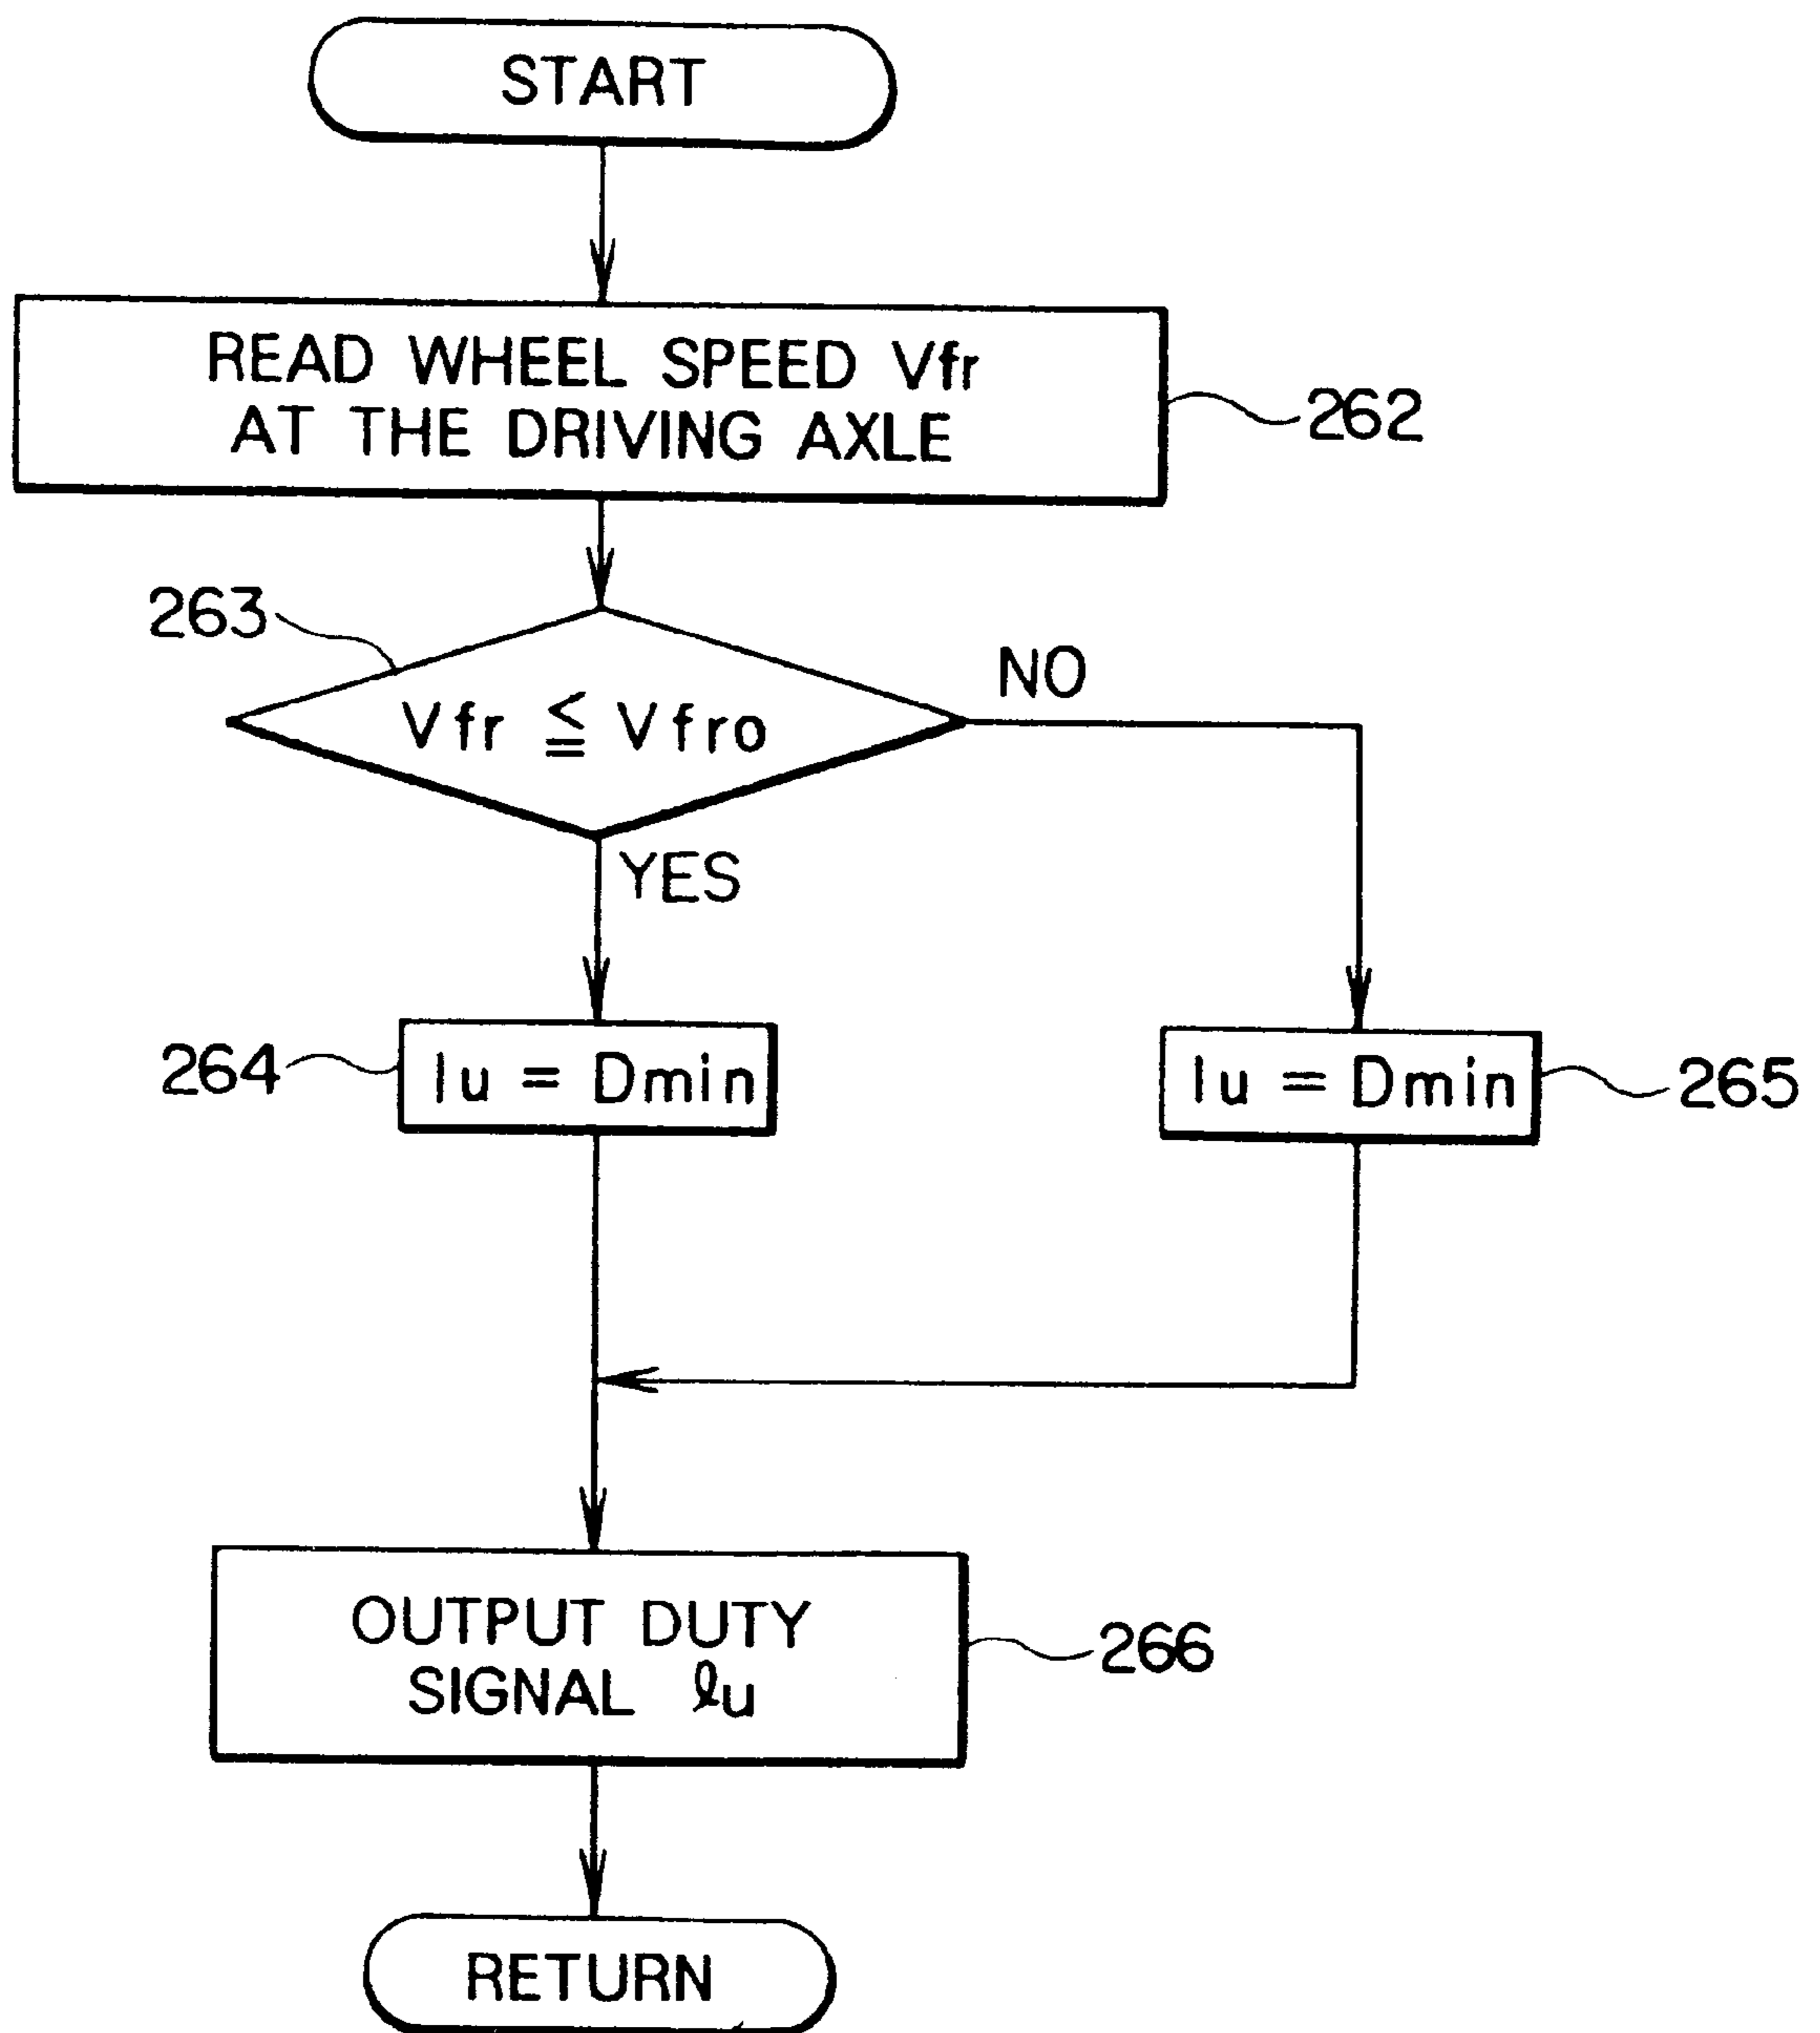 START
READ WHEEL SPEED Vfr
AT THE DRIVING AXLE
262
263
Vfr ≦ Vfro
NO
YES
264
Iu = Dmin
Iu = Dmin
265
OUTPUT DUTY
SIGNAL ℓu
266
RETURN